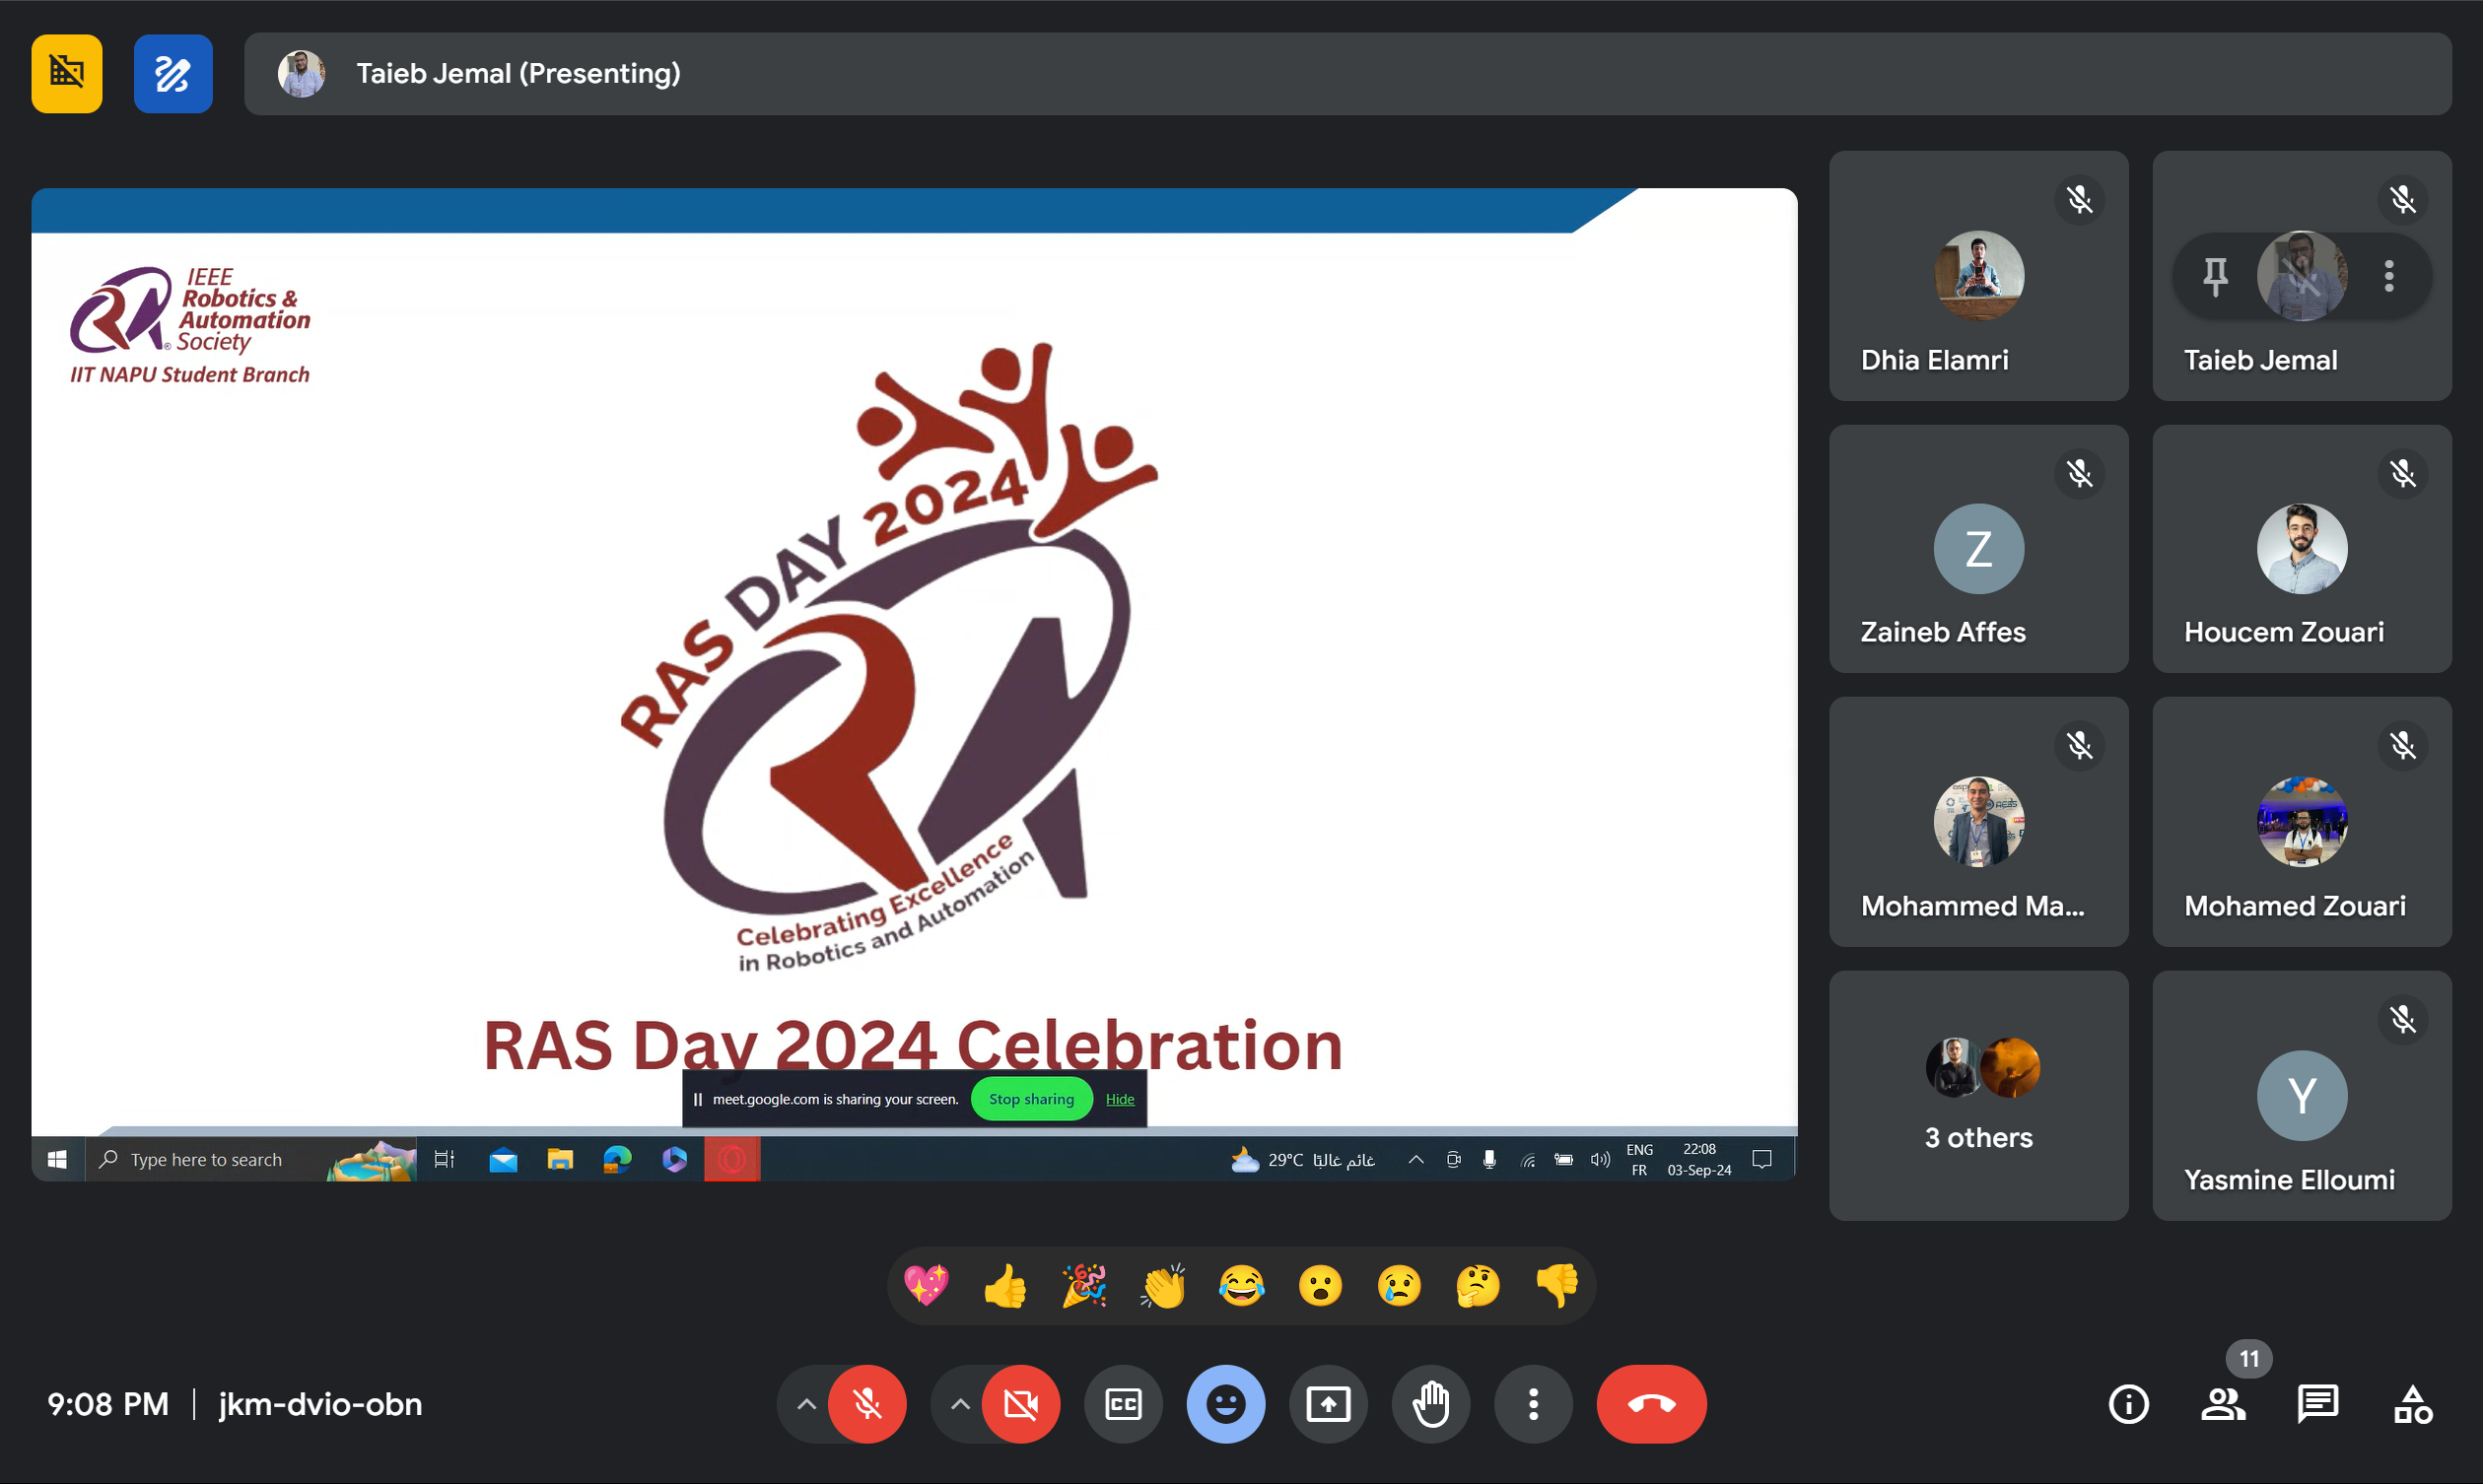 Taieb Jemal (Presenting)
IEEE
Robotics &
Automation
Society
IIT NAPU Student Branch
RAS DAY 2024
Celebrating Excellence
in Robotics and Automation
RAS Day 2024 Celebration
meet.google.com is sharing your screen. Stop sharing Hide
Type here to search
29°C غائم غالبًا
ENG
FR
22:08
03-Sep-24
Dhia Elamri
Taieb Jemal
Z
Zaineb Affes
Houcem Zouari
Mohammed Ma...
Mohamed Zouari
3 others
Y
Yasmine Elloumi
9:08 PM | jkm-dvio-obn
CC
11